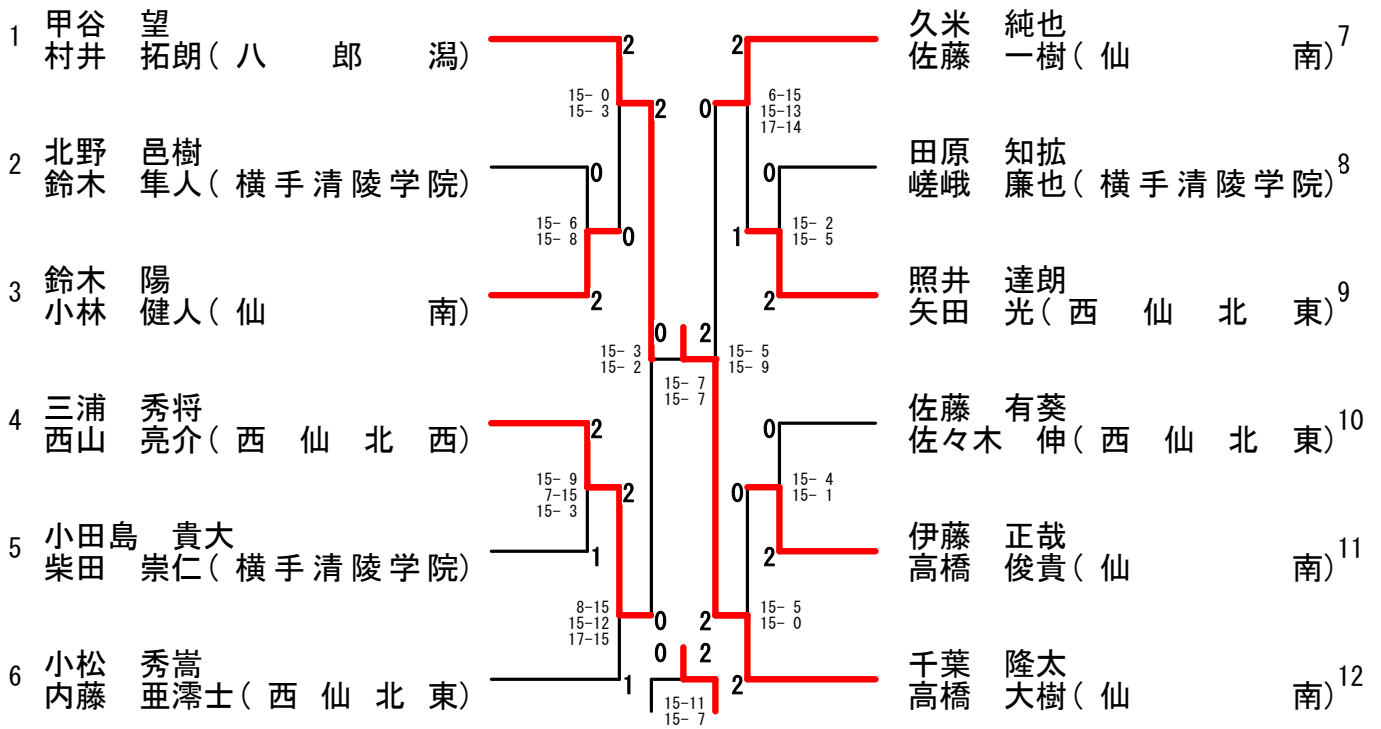 1
甲谷　望
村井　拓朗(八郎潟)
2
15- 0
15- 3
2
2
北野　邑樹
鈴木　隼人(横手清陵学院)
0
15- 6
15- 8
0
3
鈴木　陽
小林　健人(仙南)
2
15- 3
15- 2
0
2
15- 7
15- 7
4
三浦　秀将
西山　亮介(西仙北西)
2
15- 9
7-15
15- 3
2
5
小田島　貴大
柴田　崇仁(横手清陵学院)
1
8-15
15-12
17-15
0
6
小松　秀嵩
内藤　亜澪士(西仙北東)
1
0
2
15-11
15- 7
久米　純也
佐藤　一樹(仙南)
7
2
0
6-15
15-13
17-14
田原　知拡
嵯峨　廉也(横手清陵学院)
8
0
1
15- 2
15- 5
照井　達朗
矢田　光(西仙北東)
9
2
15- 5
15- 9
佐藤　有葵
佐々木　伸(西仙北東)
10
0
0
15- 4
15- 1
伊藤　正哉
高橋　俊貴(仙南)
11
2
2
15- 5
15- 0
千葉　隆太
高橋　大樹(仙南)
12
2